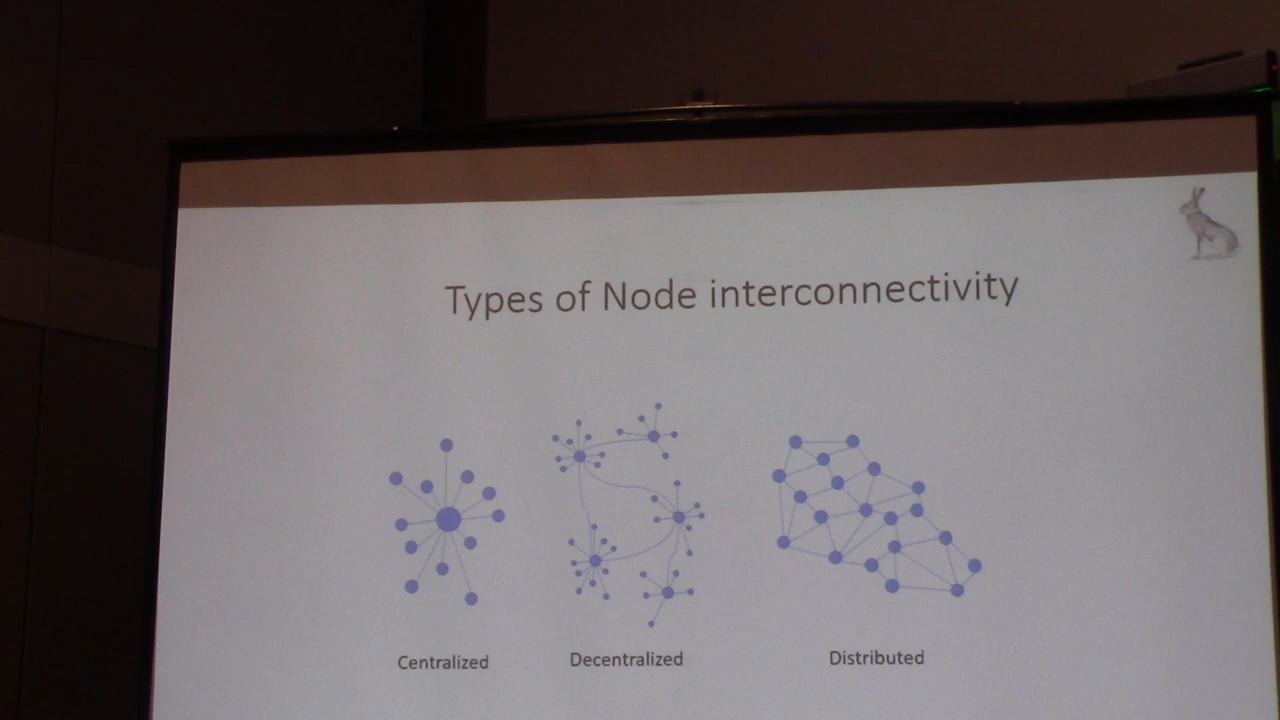 Types of Node interconnectivity
Centralized
Decentralized
Distributed